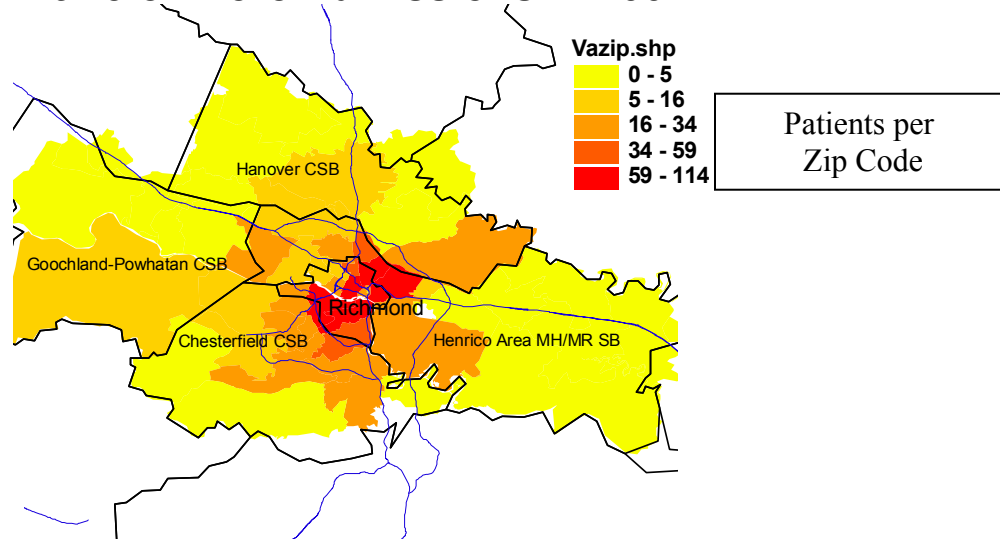 Vazip.shp
0 - 5
5 - 16
16 - 34
34 - 59
59 - 114
Patients per
Zip Code
Hanover CSB
Goochland-Powhatan CSB
Richmond
Chesterfield CSB
Henrico Area MH/MR SB